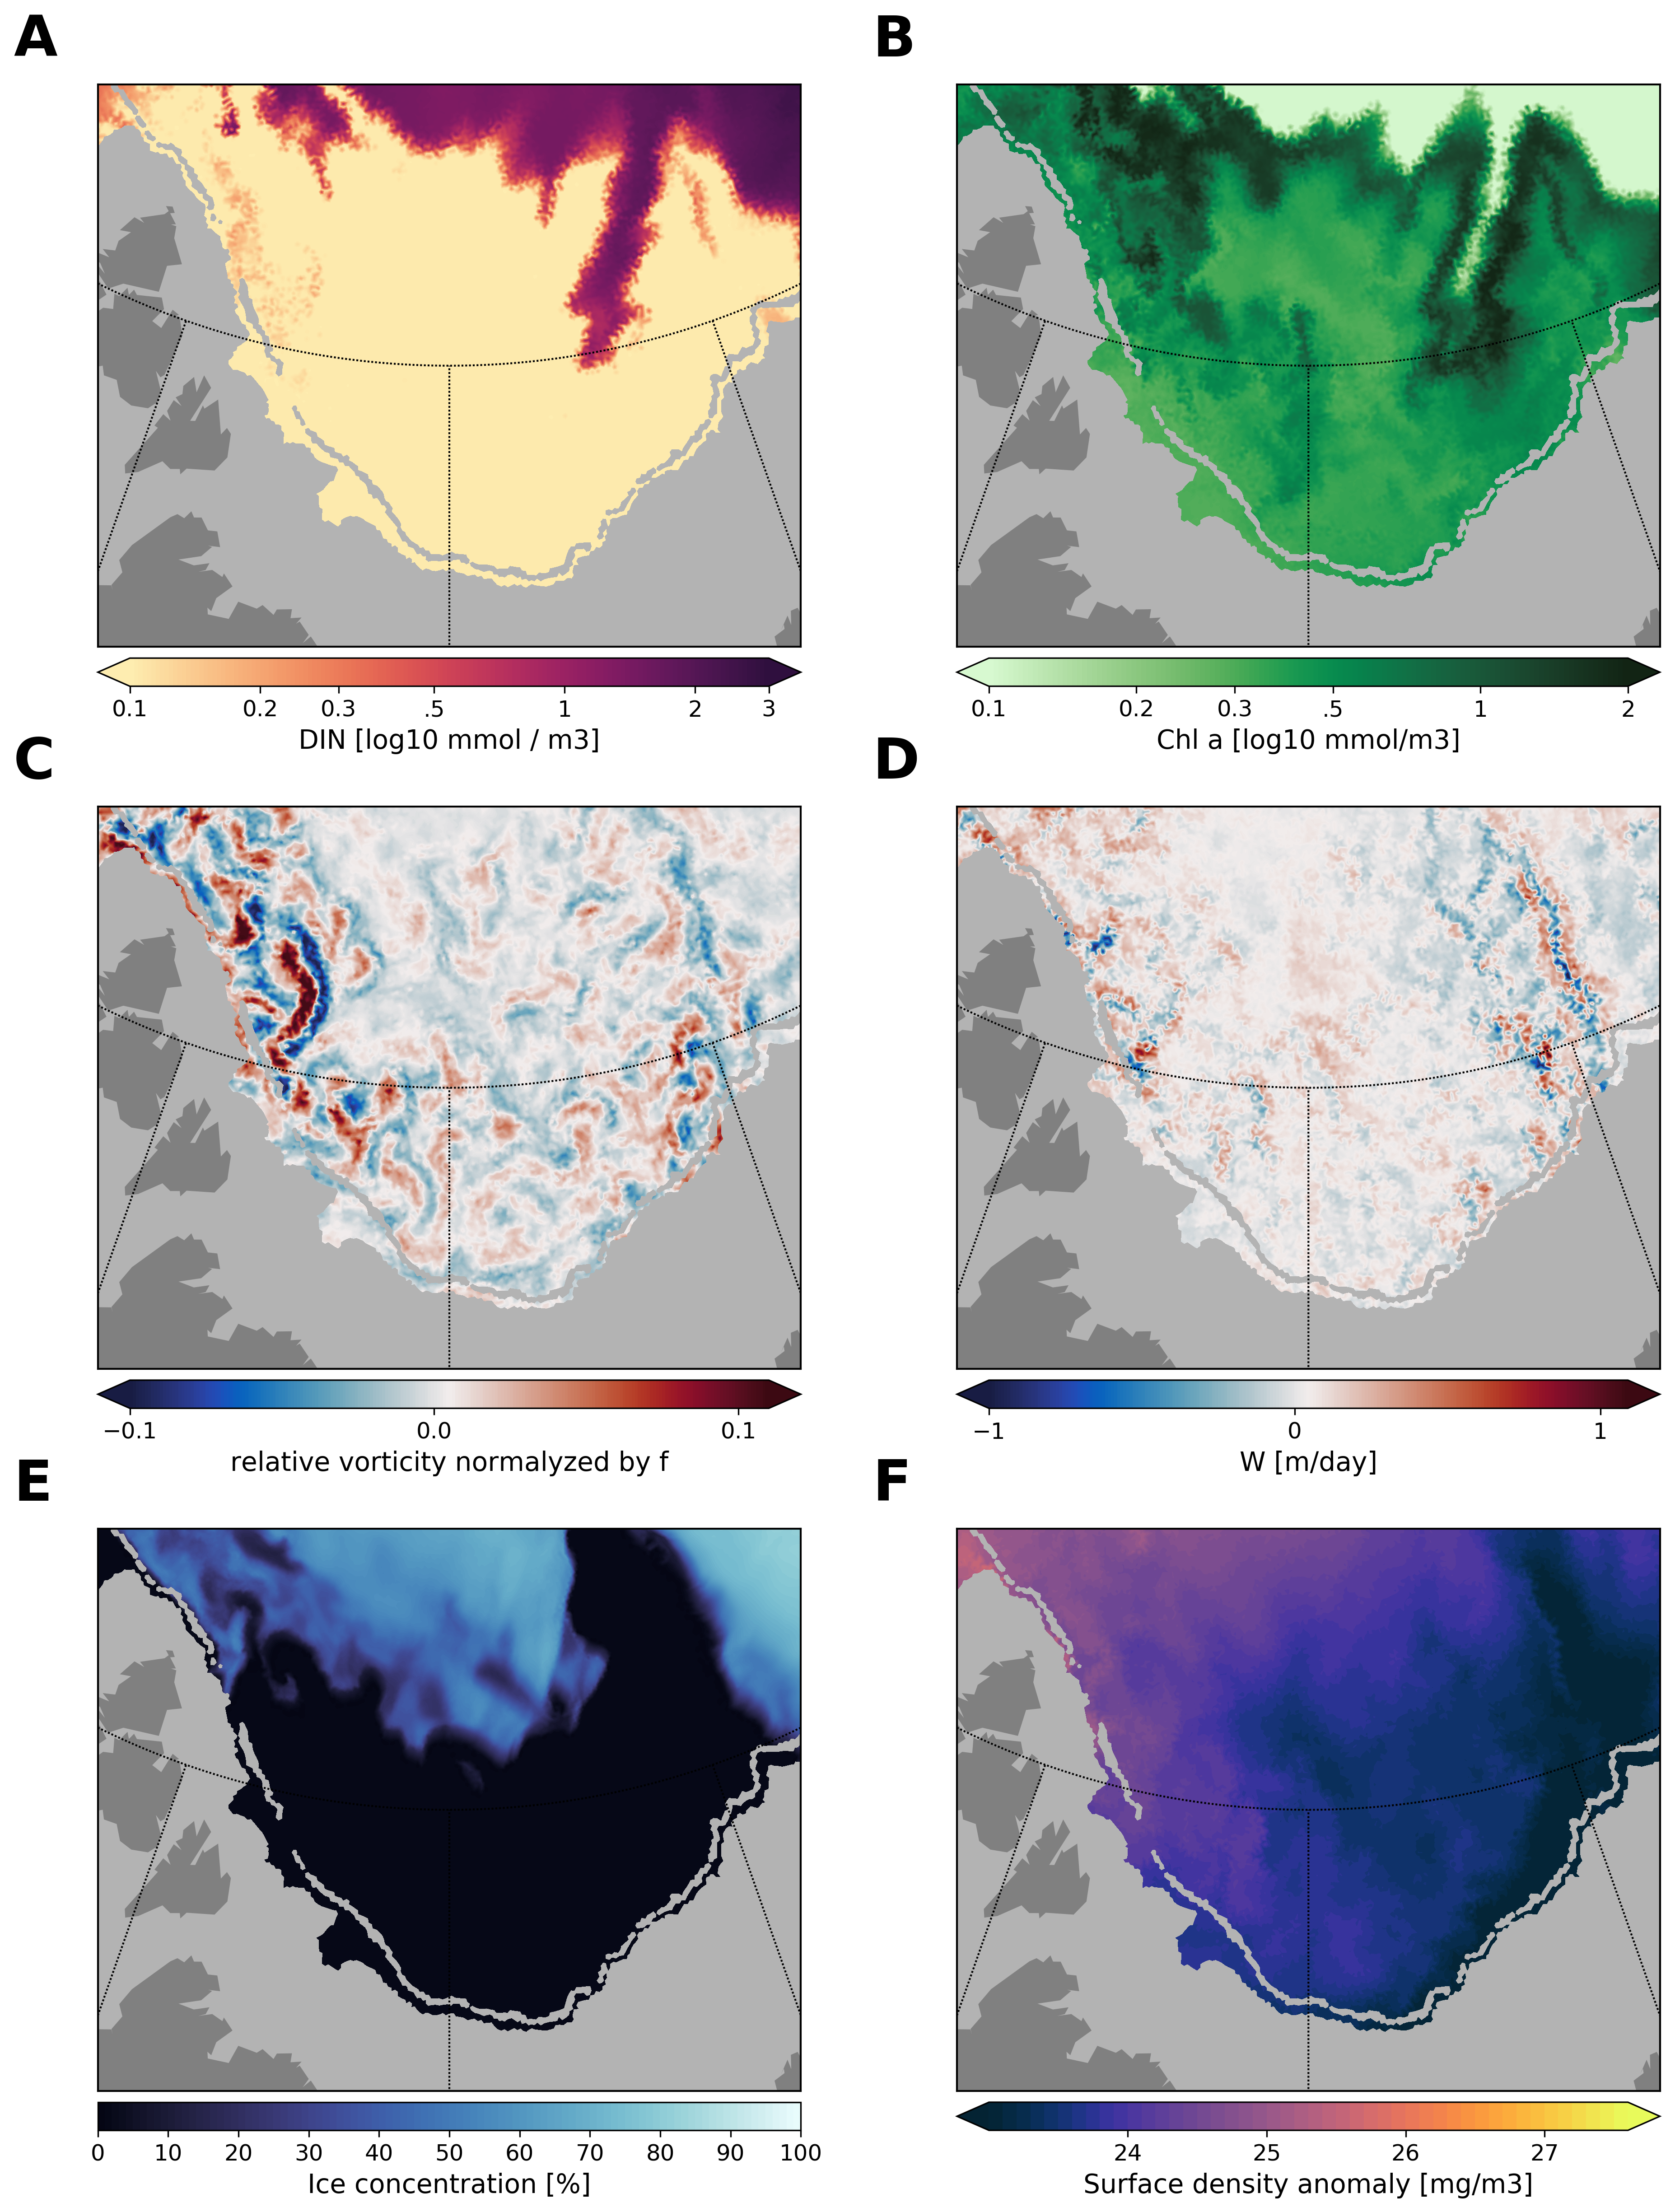 A
B
0.1 0.2 0.3 .5 1 2 3
DIN [log10 mmol / m3]
0.1 0.2 0.3 .5 1 2
Chl a [log10 mmol/m3]
C
D
−0.1 0.0 0.1
relative vorticity normalyzed by f
−1 0 1
W [m/day]
E
F
0 10 20 30 40 50 60 70 80 90 100
Ice concentration [%]
24 25 26 27
Surface density anomaly [mg/m3]